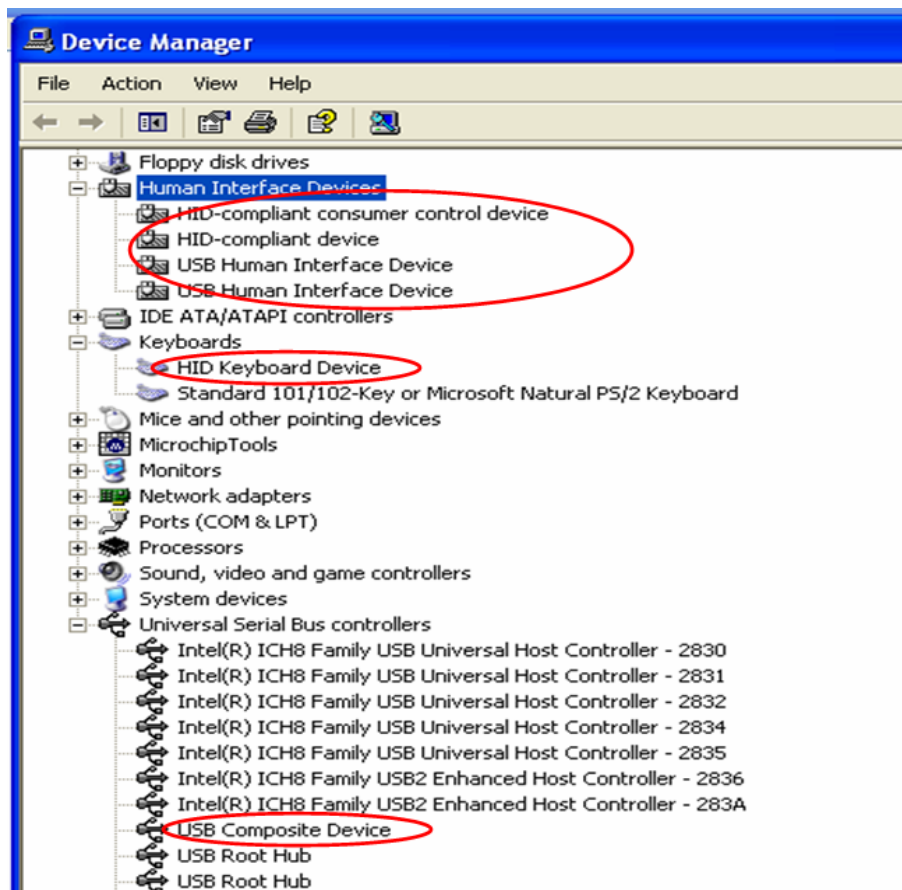 Device Manager
File Action View Help
Floppy disk drives
Human Interface Devices
HID-compliant consumer control device
HID-compliant device
USB Human Interface Device
USB Human Interface Device
IDE ATA/ATAPI controllers
Keyboards
HID Keyboard Device
Standard 101/102-Key or Microsoft Natural PS/2 Keyboard
Mice and other pointing devices
MicrochipTools
Monitors
Network adapters
Ports (COM & LPT)
Processors
Sound, video and game controllers
System devices
Universal Serial Bus controllers
Intel(R) ICH8 Family USB Universal Host Controller - 2830
Intel(R) ICH8 Family USB Universal Host Controller - 2831
Intel(R) ICH8 Family USB Universal Host Controller - 2832
Intel(R) ICH8 Family USB Universal Host Controller - 2834
Intel(R) ICH8 Family USB Universal Host Controller - 2835
Intel(R) ICH8 Family USB2 Enhanced Host Controller - 2836
Intel(R) ICH8 Family USB2 Enhanced Host Controller - 283A
USB Composite Device
USB Root Hub
USB Root Hub